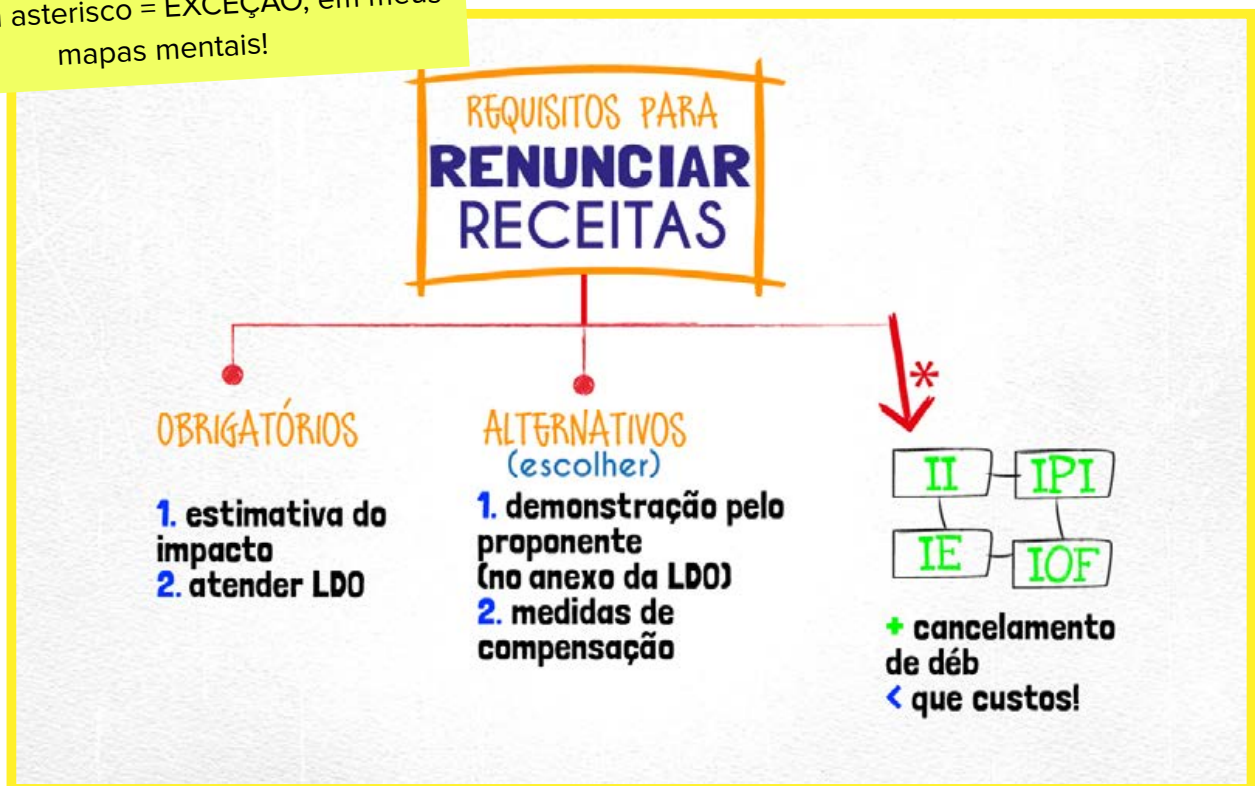 asterisco = EXCEÇÃO, em meus
mapas mentais!
REQUISITOS PARA
RENUNCIAR
RECEITAS
OBRIGATÓRIOS
1. estimativa do
impacto
2. atender LDO
ALTERNATIVOS
(escolher)
1. demonstração pelo
proponente
(no anexo da LDO)
2. medidas de
compensação
*
II IPI
IE IOF
+ cancelamento
de déb
< que custos!